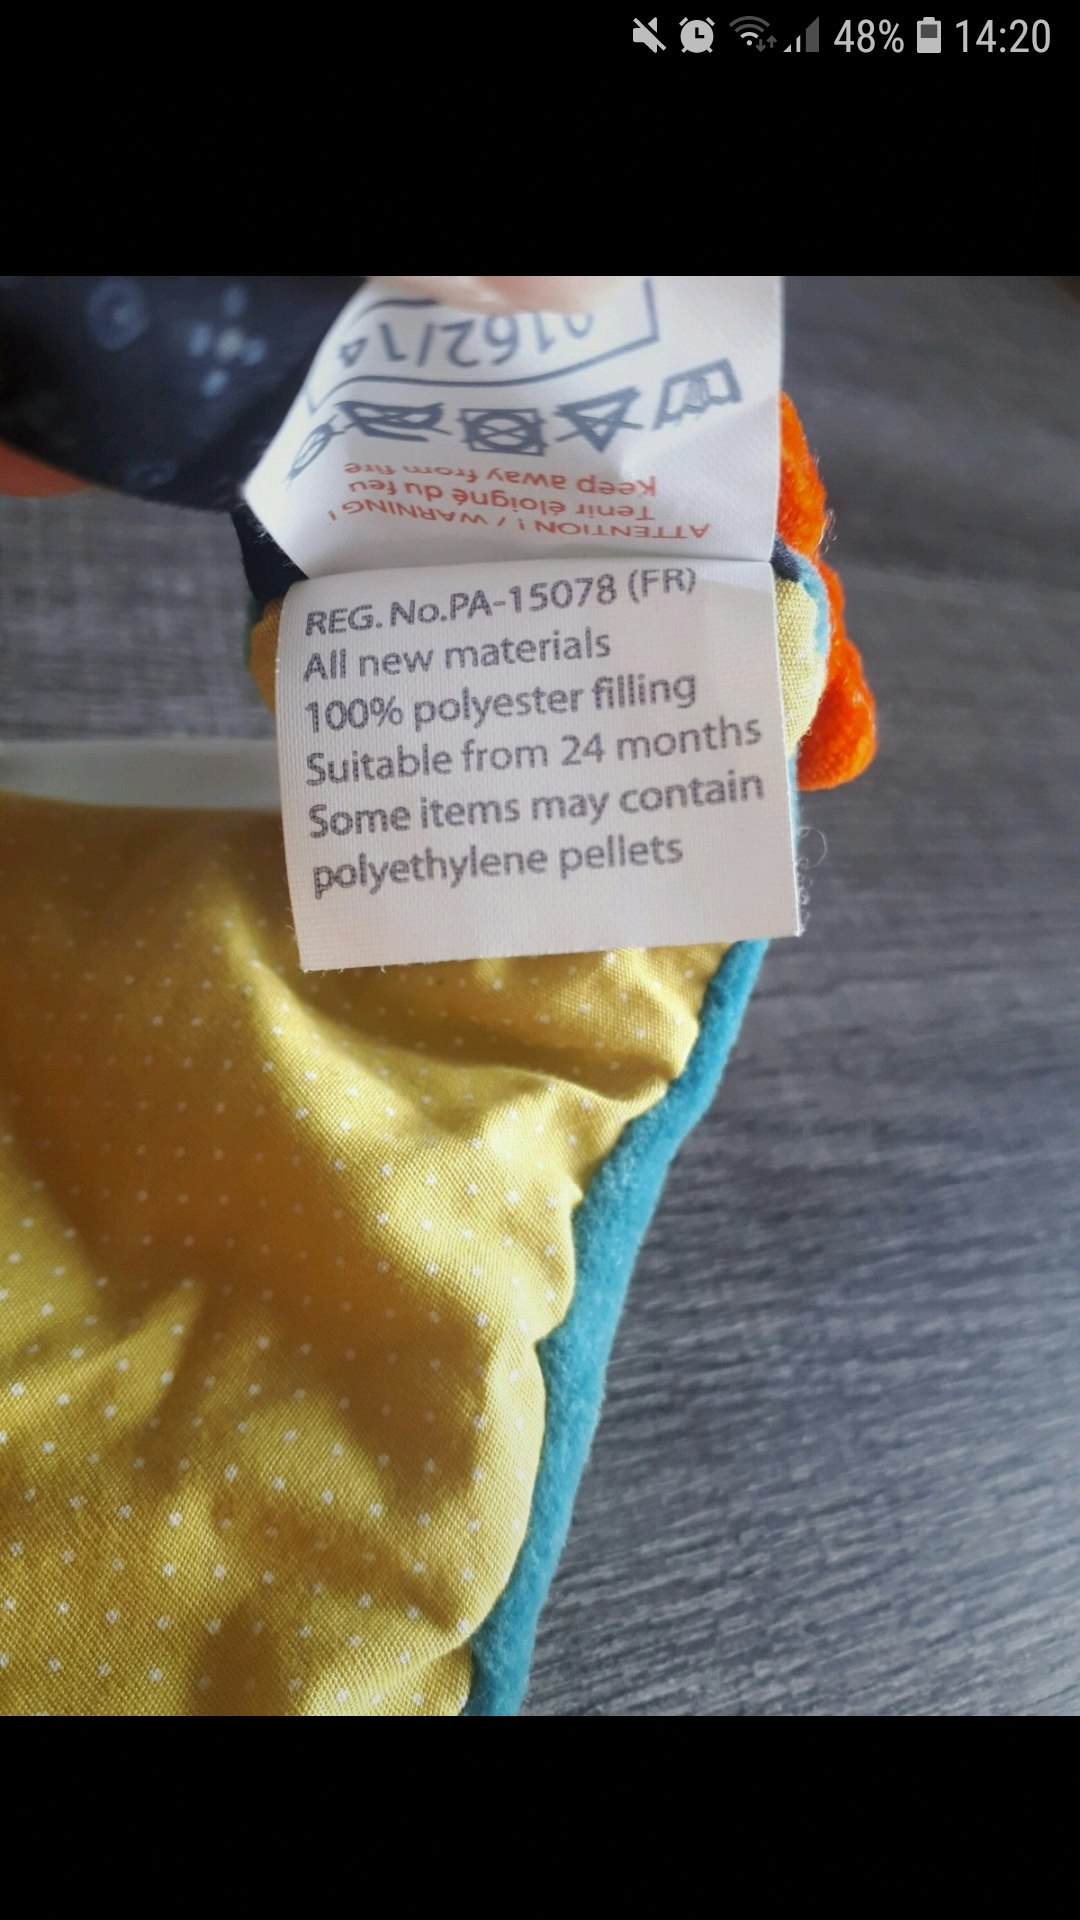 48% 14:20
0162/14
Keep away from fire
Tenir éloigné du feu
ATTENTION ! / WARNING !
REG. No.PA-15078 (FR)
All new materials
100% polyester filling
Suitable from 24 months
Some items may contain
polyethylene pellets